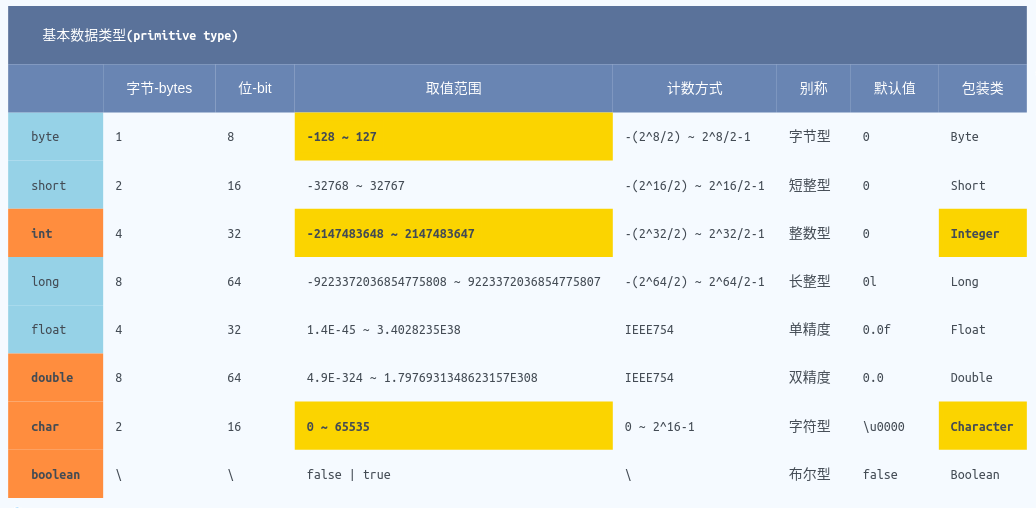 基本数据类型(primitive type)
字节-bytes 位-bit 取值范围 计数方式 别称 默认值 包装类
byte 1 8 -128 ~ 127 -(2^8/2) ~ 2^8/2-1 字节型 0 Byte
short 2 16 -32768 ~ 32767 -(2^16/2) ~ 2^16/2-1 短整型 0 Short
int 4 32 -2147483648 ~ 2147483647 -(2^32/2) ~ 2^32/2-1 整数型 0 Integer
long 8 64 -9223372036854775808 ~ 9223372036854775807 -(2^64/2) ~ 2^64/2-1 长整型 0l Long
float 4 32 1.4E-45 ~ 3.4028235E38 IEEE754 单精度 0.0f Float
double 8 64 4.9E-324 ~ 1.7976931348623157E308 IEEE754 双精度 0.0 Double
char 2 16 0 ~ 65535 0 ~ 2^16-1 字符型 \u0000 Character
boolean \ \ false | true \ 布尔型 false Boolean